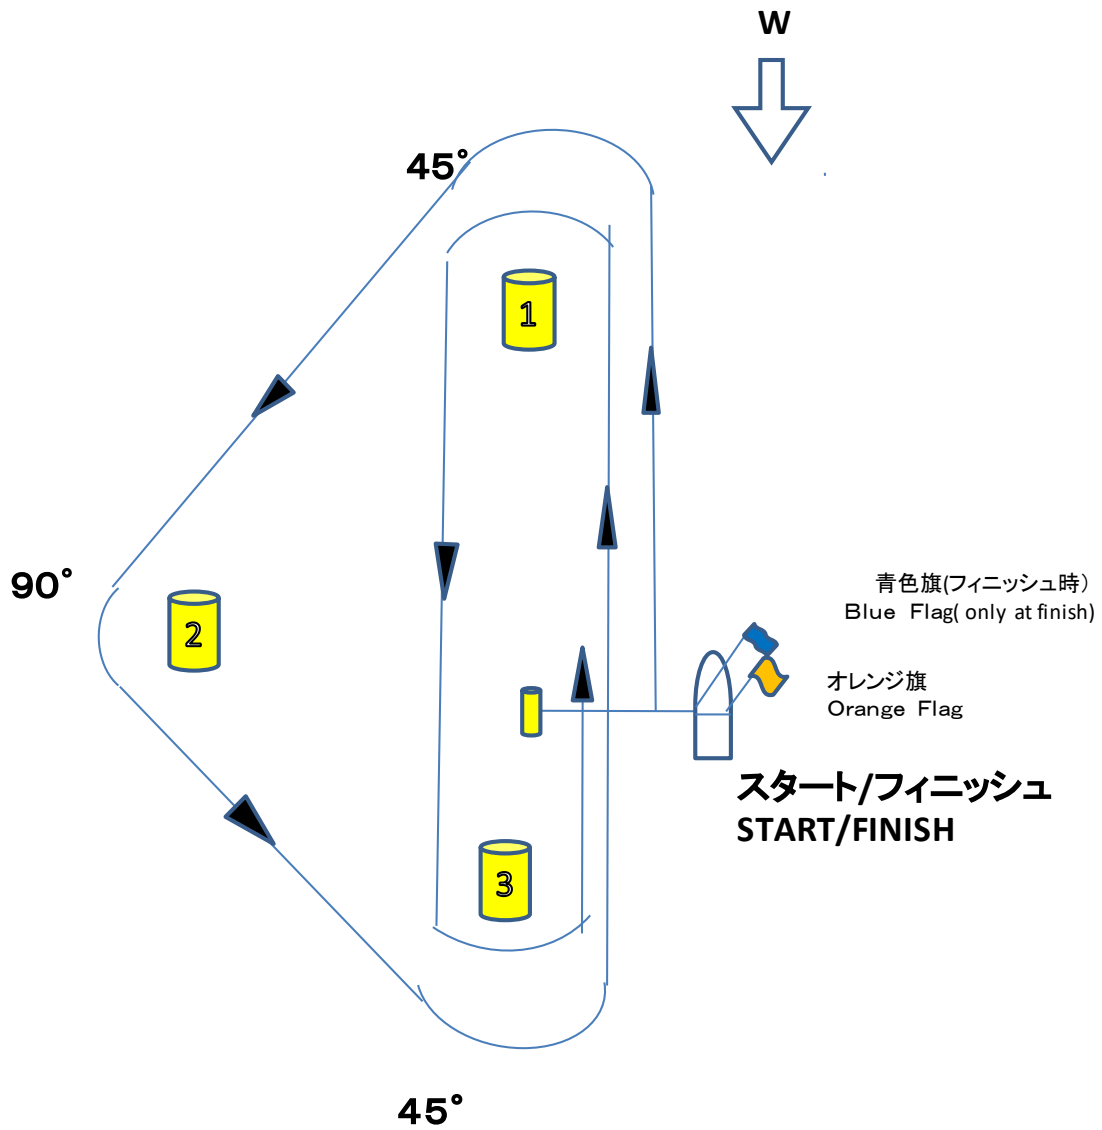 W
45°
1
90°
2
青色旗(フィニッシュ時)
Blue Flag( only at finish)
オレンジ旗
Orange Flag
スタート/フィニッシュ
START/FINISH
3
45°